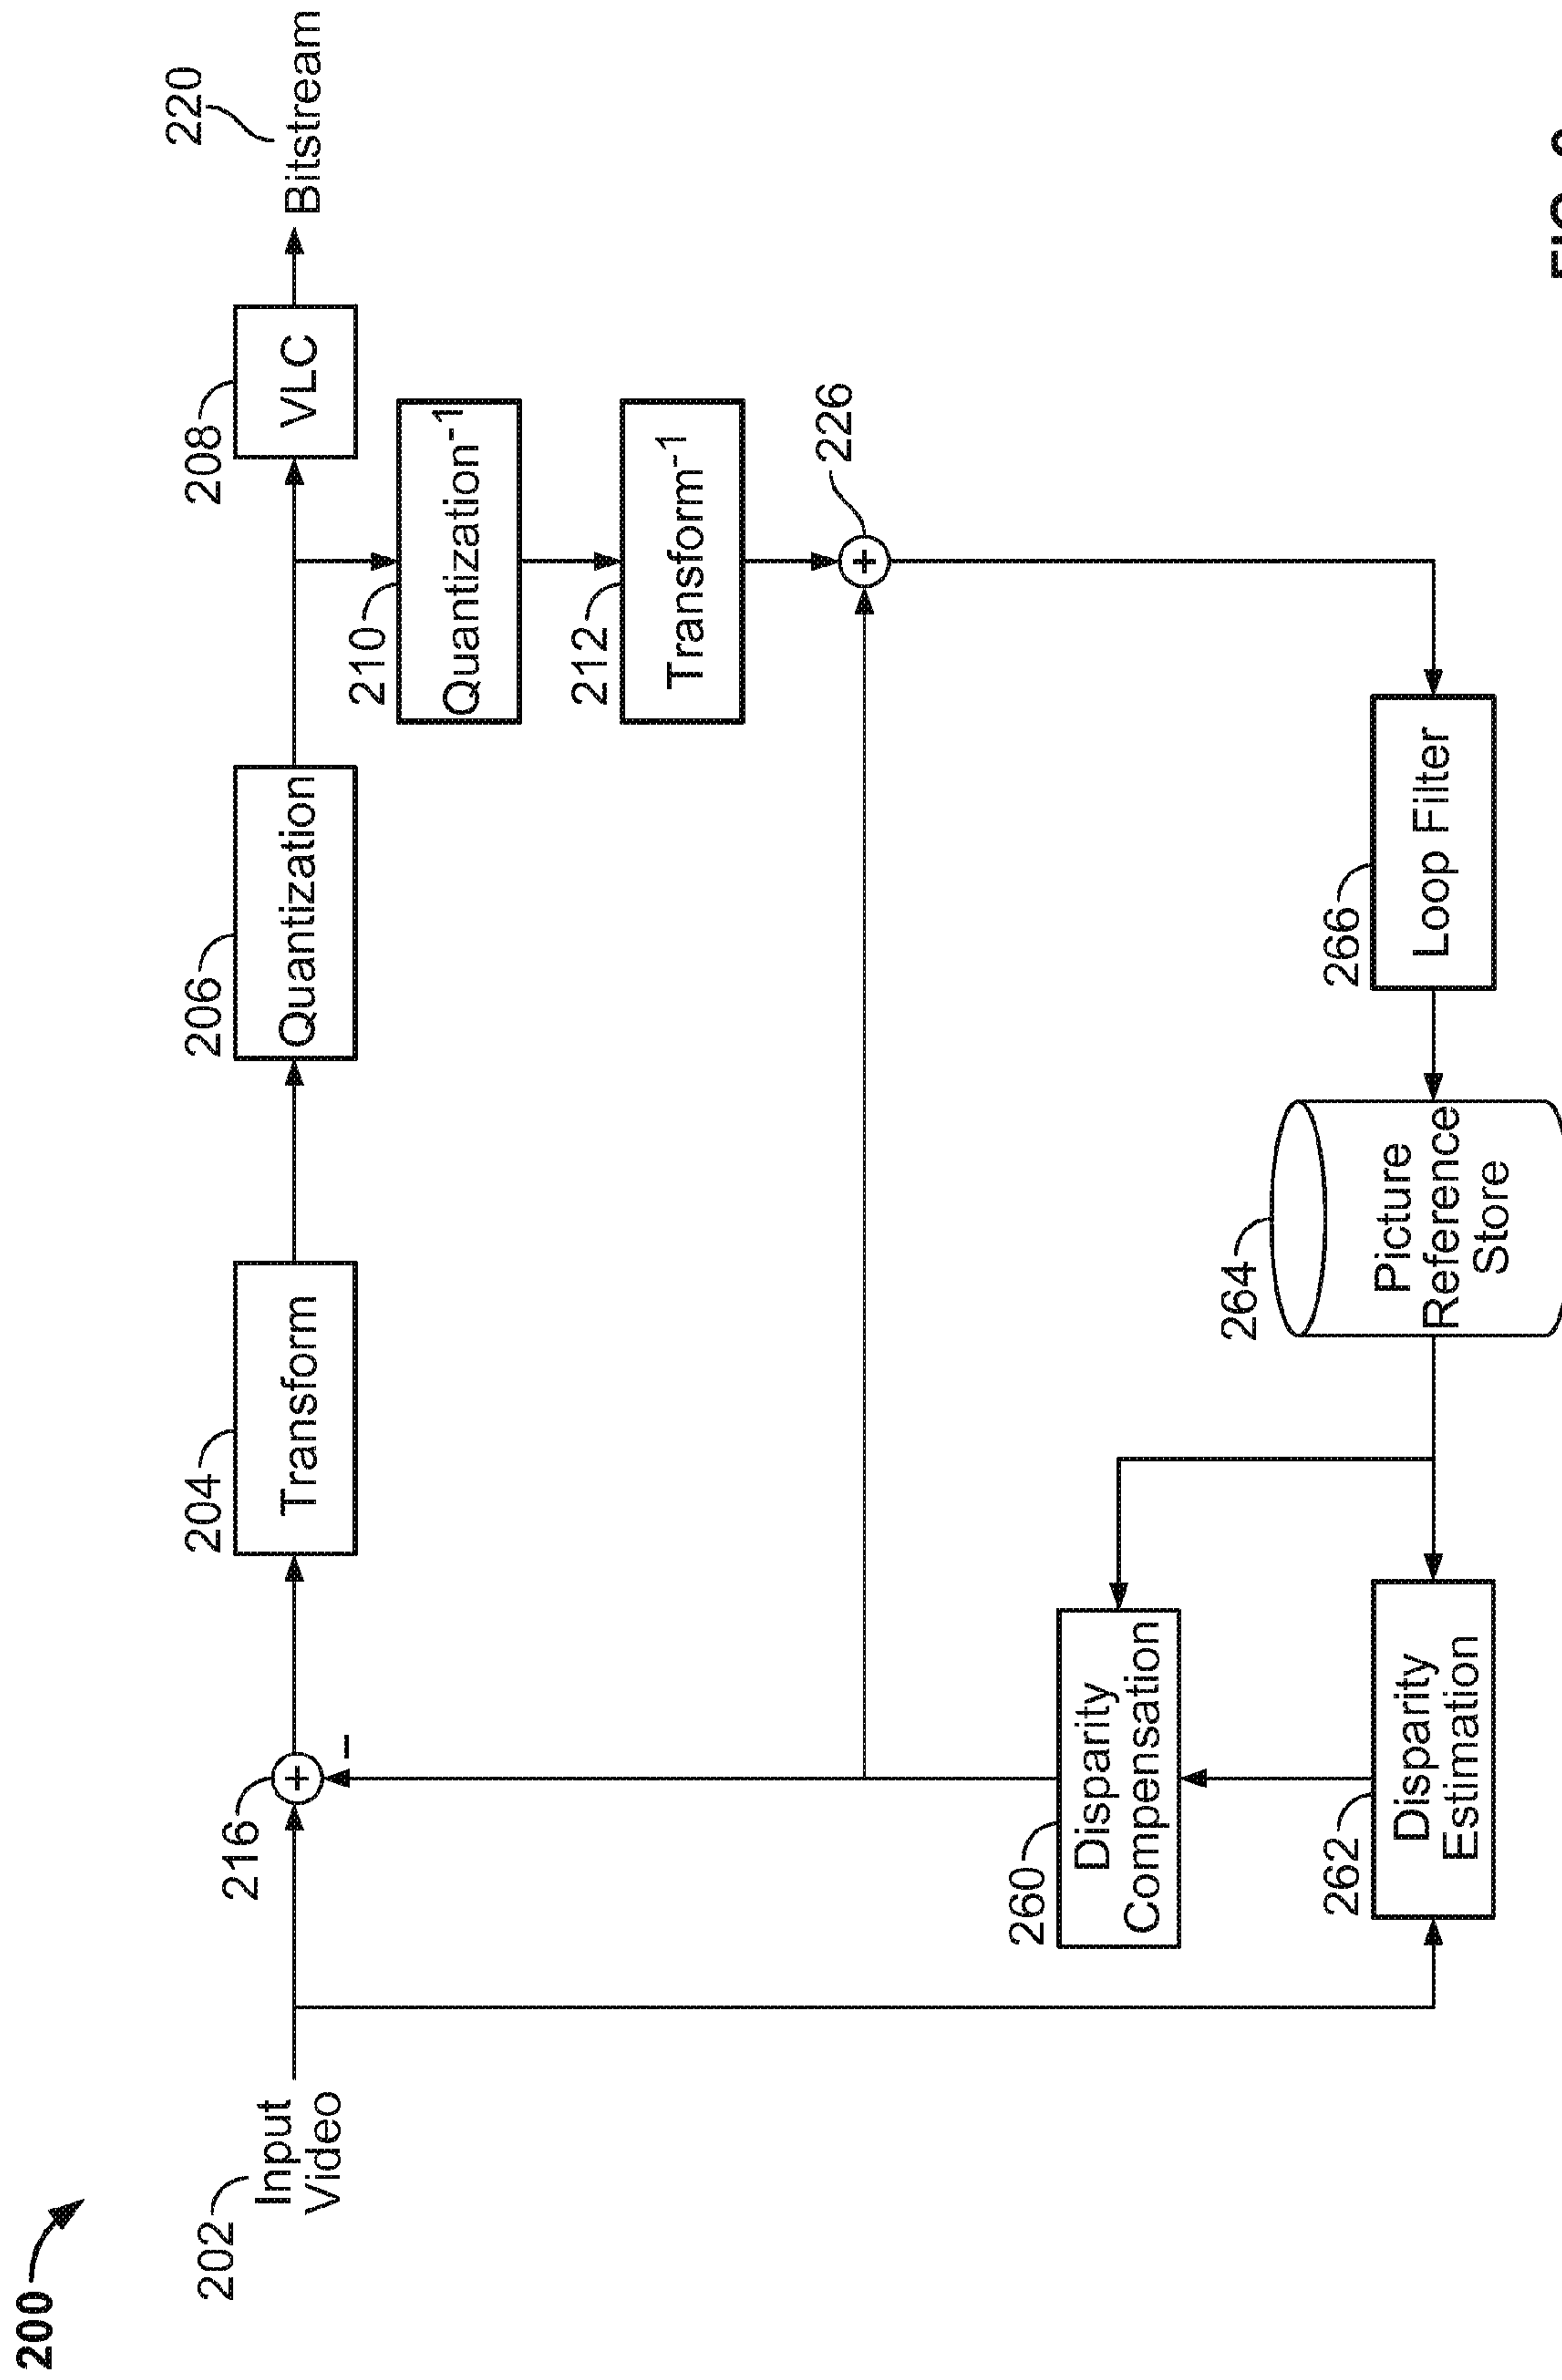 200
202
Input
Video
216
204
Transform
206
Quantization
208
VLC
220
Bitstream
210
Quantization-1
212
Transform-1
+
-
226
+
260
Disparity
Compensation
262
Disparity
Estimation
264
Picture
Reference
Store
266
Loop Filter